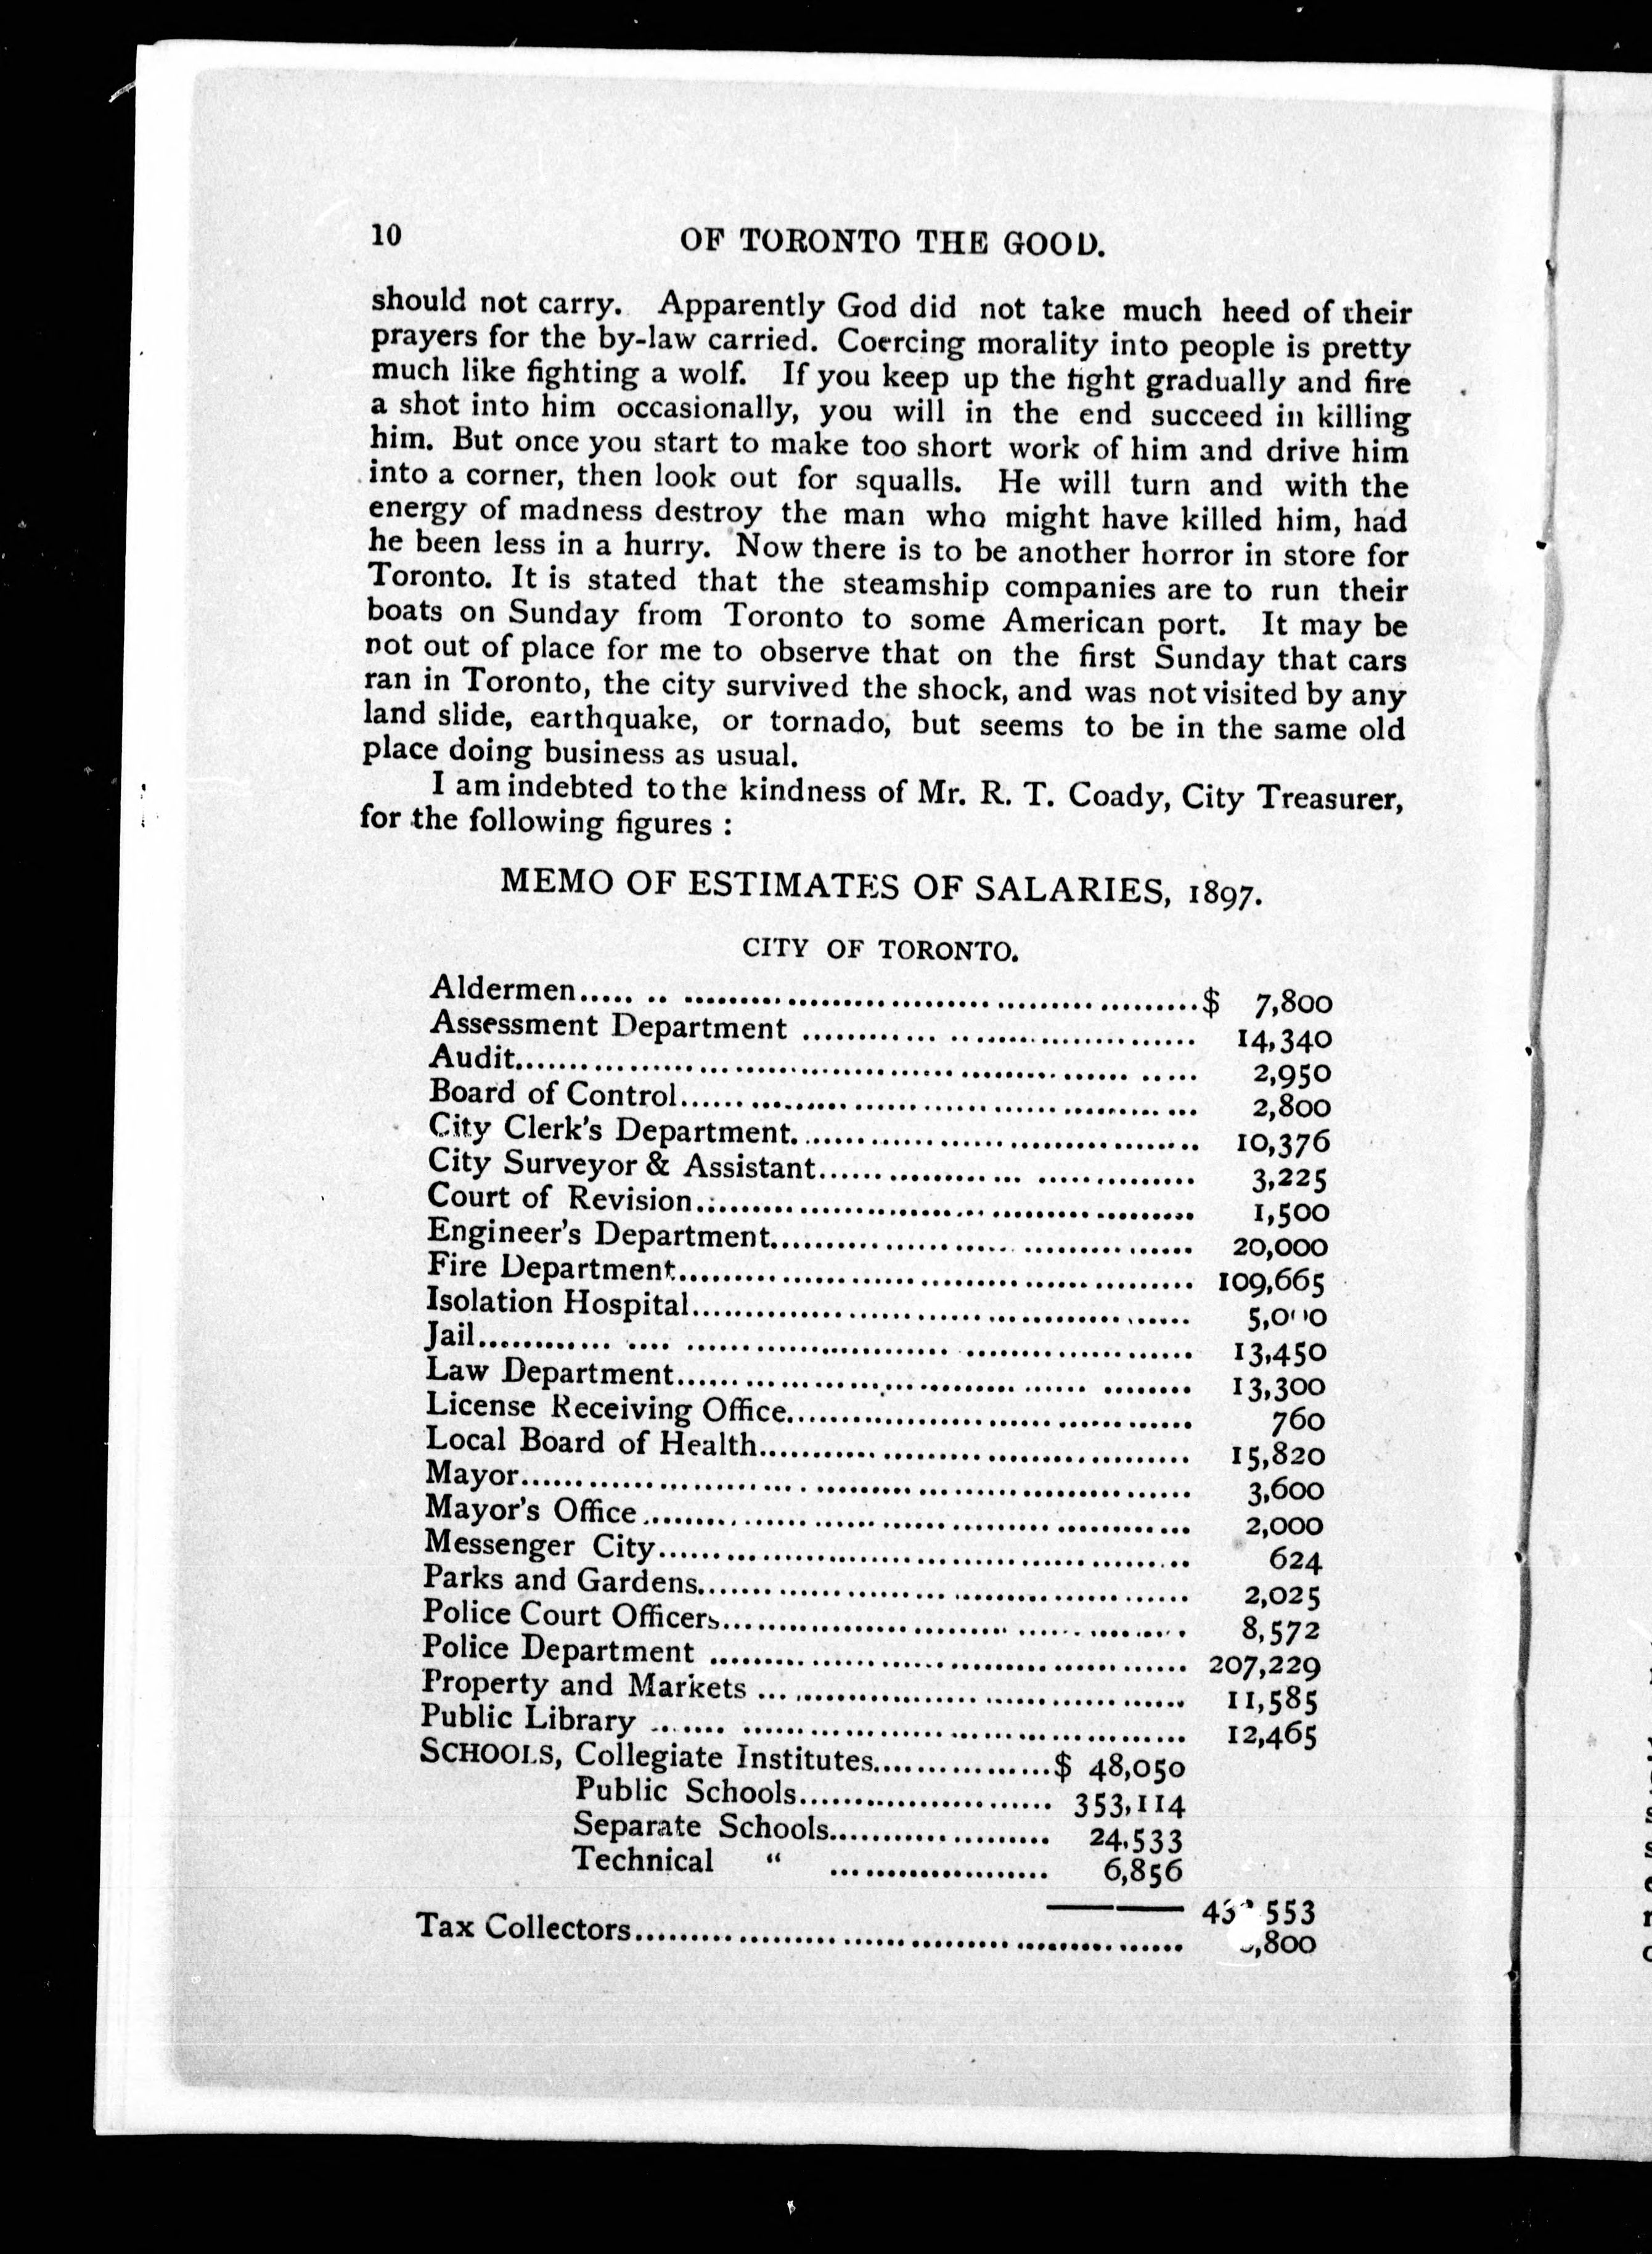 10 OF TORONTO THE GOOD.
should not carry. Apparently God did not take much heed of their
prayers for the by-law carried. Coercing morality into people is pretty
much like fighting a wolf. If you keep up the fight gradually and fire
a shot into him occasionally, you will in the end succeed in killing
him. But once you start to make too short work of him and drive him
into a corner, then look out for squalls. He will turn and with the
energy of madness destroy the man who might have killed him, had
he been less in a hurry. Now there is to be another horror in store for
Toronto. It is stated that the steamship companies are to run their
boats on Sunday from Toronto to some American port. It may be
not out of place for me to observe that on the first Sunday that cars
ran in Toronto, the city survived the shock, and was not visited by any
land slide, earthquake, or tornado, but seems to be in the same old
place doing business as usual.
I am indebted to the kindness of Mr. R. T. Coady, City Treasurer,
for the following figures :
MEMO OF ESTIMATES OF SALARIES, 1897.
CITY OF TORONTO.
Aldermen........$ 7,800
Assessment Department ........ 14,340
Audit........ 2,950
Board of Control........ 2,800
City Clerk's Department........ 10,376
City Surveyor & Assistant........ 3,225
Court of Revision........ 1,500
Engineer's Department........ 20,000
Fire Department........ 109,665
Isolation Hospital........ 5,000
Jail........ 13,450
Law Department........ 13,300
License Receiving Office........ 760
Local Board of Health........ 15,820
Mayor........ 3,600
Mayor's Office ........ 2,000
Messenger City........ 624
Parks and Gardens........ 2,025
Police Court Officers........ 8,572
Police Department ........ 207,229
Property and Markets ........ 11,585
Public Library ........ 12,465
SCHOOLS, Collegiate Institutes........$ 48,050
Public Schools........ 353,114
Separate Schools........ 24,533
Technical " ........ 6,856
553
Tax Collectors........ ,800